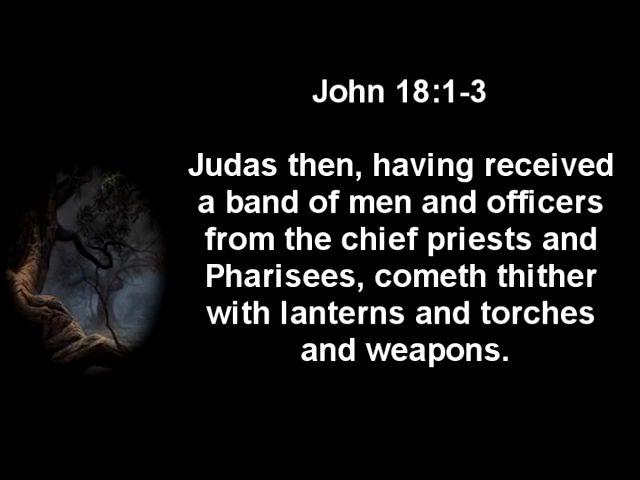 John 18:1-3
Judas then, having received
a band of men and officers
from the chief priests and
Pharisees, cometh thither
with lanterns and torches
and weapons.